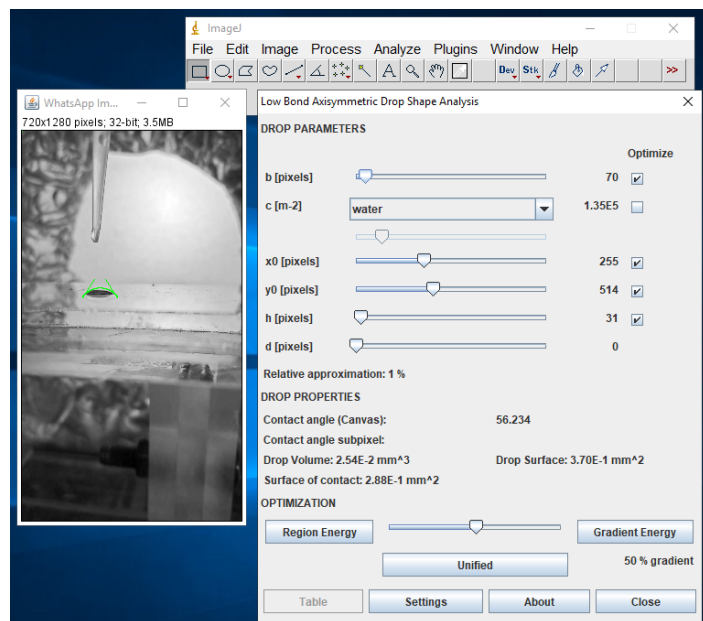 ImageJ
File Edit Image Process Analyze Plugins Window Help
A Dev Stk >>
WhatsApp Im...
720x1280 pixels; 32-bit; 3.5MB
Low Bond Axisymmetric Drop Shape Analysis
DROP PARAMETERS
Optimize
b [pixels] 70
c [m-2] water 1.35E5
x0 [pixels] 255
y0 [pixels] 514
h [pixels] 31
d [pixels] 0
Relative approximation: 1 %
DROP PROPERTIES
Contact angle (Canvas): 56.234
Contact angle subpixel:
Drop Volume: 2.54E-2 mm^3 Drop Surface: 3.70E-1 mm^2
Surface of contact: 2.88E-1 mm^2
OPTIMIZATION
Region Energy Gradient Energy
Unified 50 % gradient
Table Settings About Close